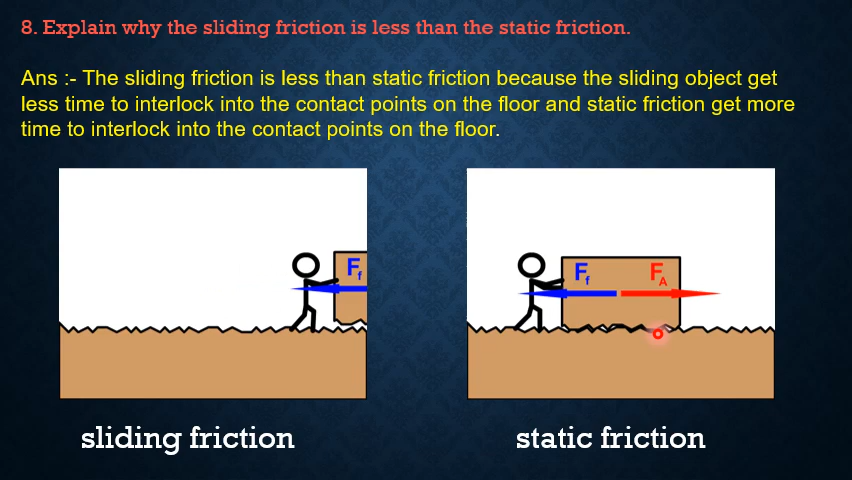 8. Explain why the sliding friction is less than the static friction.
Ans :- The sliding friction is less than static friction because the sliding object get
less time to interlock into the contact points on the floor and static friction get more
time to interlock into the contact points on the floor.
Ff
Ff FA
sliding friction
static friction